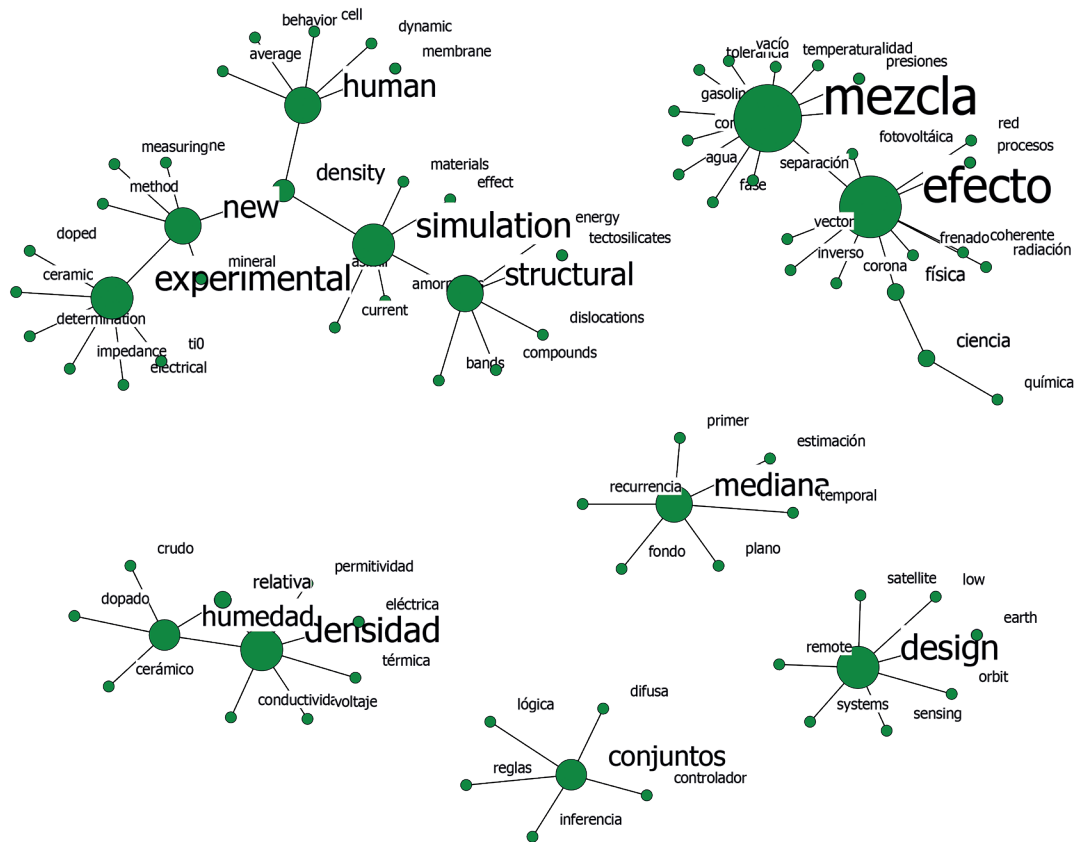 behavior
cell
dynamic
average
membrane
human
measuring
method
density
materials
effect
new
simulation
energy
tectosilicates
doped
ceramic
mineral
experimental
structural
current
determination
dislocations
impedance
ti0
electrical
bands
compounds
vacío
tolerancia
presiones
mezcla
fotovoltáica
red
procesos
agua
separación
fase
efecto
vector
frenado
coherente
radiación
inverso
corona
física
ciencia
química
primer
estimación
recurrencia
mediana
temporal
fondo
plano
crudo
permitividad
relativa
dopado
eléctrica
humedad
densidad
cerámico
térmica
voltaje
satellite
low
earth
remote
design
orbit
systems
sensing
difusa
lógica
conjuntos
reglas
controlador
inferencia